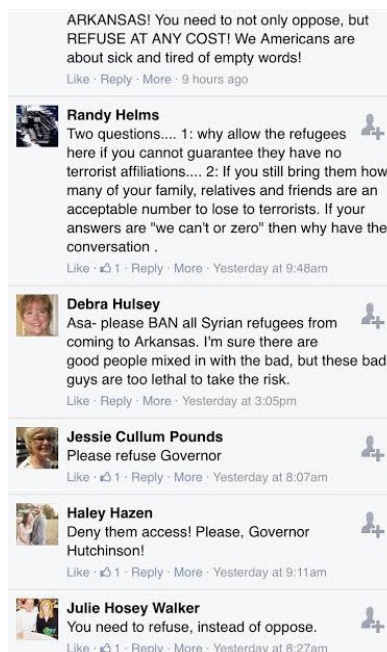 ARKANSAS! You need to not only oppose, but
REFUSE AT ANY COST! We Americans are
about sick and tired of empty words!
Like · Reply · More · 9 hours ago
Randy Helms
Two questions.... 1: why allow the refugees
here if you cannot guarantee they have no
terrorist affiliations.... 2: If you still bring them how
many of your family, relatives and friends are an
acceptable number to lose to terrorists. If your
answers are "we can't or zero" then why have the
conversation .
Like · 1 · Reply · More · Yesterday at 9:48am
Debra Hulsey
Asa- please BAN all Syrian refugees from
coming to Arkansas. I'm sure there are
good people mixed in with the bad, but these bad
guys are too lethal to take the risk.
Like · Reply · More · Yesterday at 3:05pm
Jessie Cullum Pounds
Please refuse Governor
Like · 1 · Reply · More · Yesterday at 8:07am
Haley Hazen
Deny them access! Please, Governor
Hutchinson!
Like · 1 · Reply · More · Yesterday at 9:11am
Julie Hosey Walker
You need to refuse, instead of oppose.
Like · 1 · Reply · More · Yesterday at 8:27am